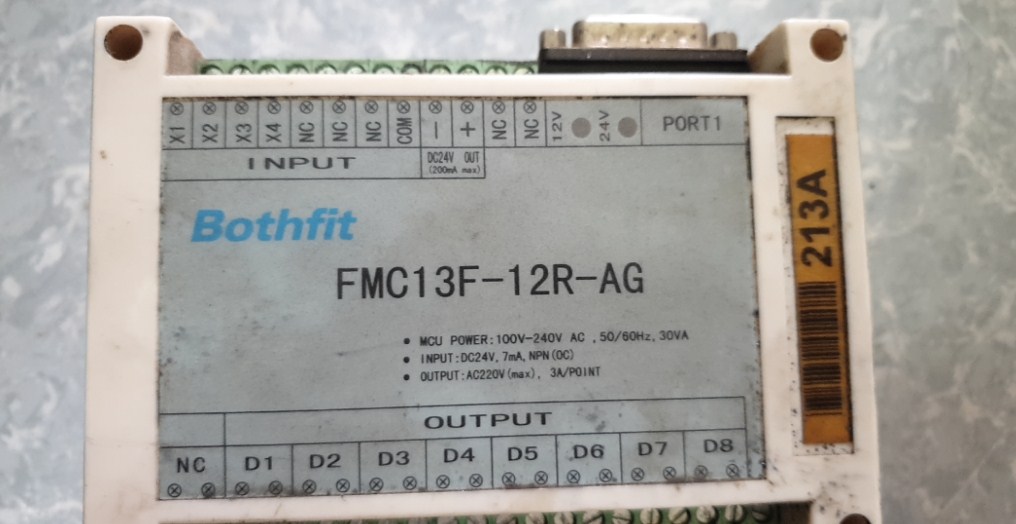 X1 X2 X3 X4 NC NC NC COM − + NC NC 12V 24V PORT1
INPUT
DC24V OUT
(200mA max)
Bothfit
FMC13F-12R-AG
• MCU POWER:100V-240V AC ,50/60Hz,30VA
• INPUT:DC24V,7mA,NPN(OC)
• OUTPUT:AC220V(max), 3A/POINT
OUTPUT
NC D1 D2 D3 D4 D5 D6 D7 D8
213A